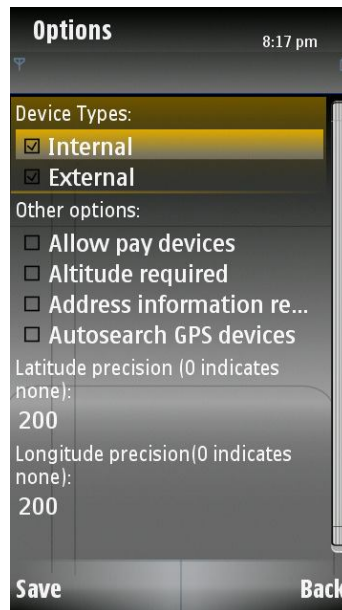 Options
8:17 pm
Device Types:
Internal
External
Other options:
Allow pay devices
Altitude required
Address information re...
Autosearch GPS devices
Latitude precision (0 indicates
none):
200
Longitude precision(0 indicates
none):
200
Save
Back